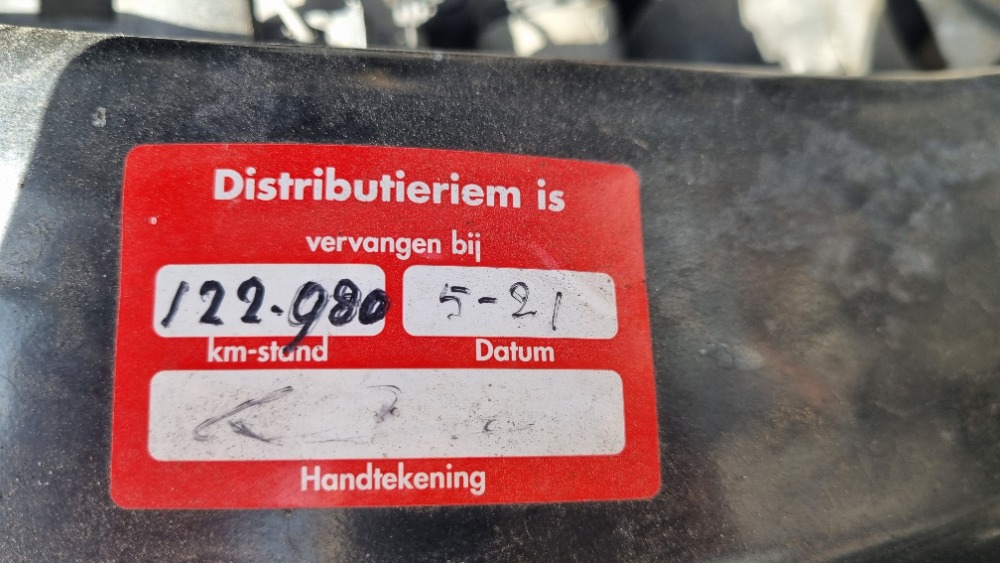 Distributieriem is
vervangen bij
122.980 5-21
km-stand Datum
Handtekening